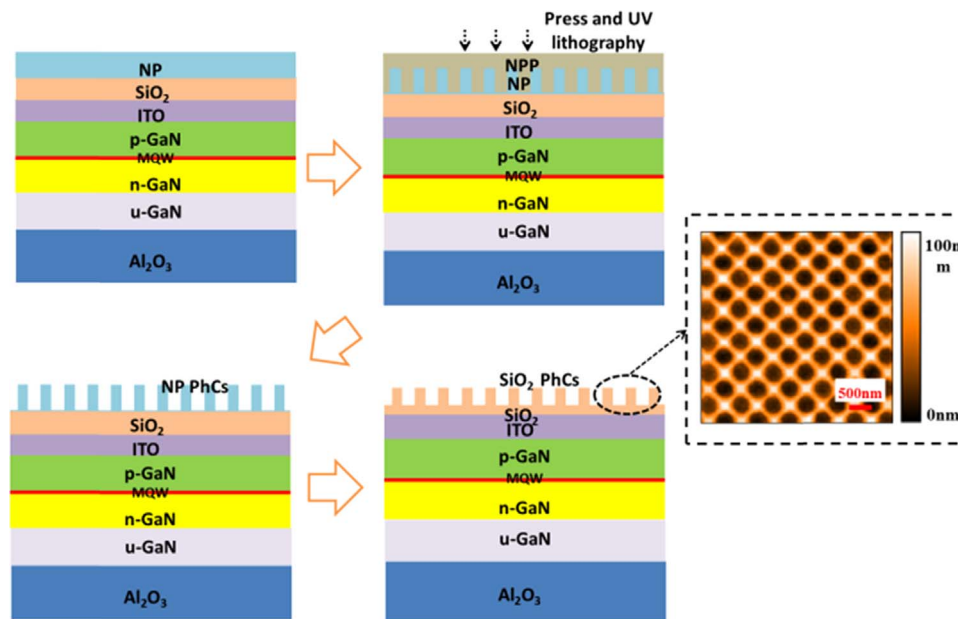 NP
SiO₂
ITO
p-GaN
MQW
n-GaN
u-GaN
Al₂O₃
Press and UV
lithography
NPP
NP
SiO₂
ITO
p-GaN
MQW
n-GaN
u-GaN
Al₂O₃
100n
m
500nm
0nm
NP PhCs
SiO₂
ITO
p-GaN
MQW
n-GaN
u-GaN
Al₂O₃
SiO₂ PhCs
SiO₂
ITO
p-GaN
MQW
n-GaN
u-GaN
Al₂O₃